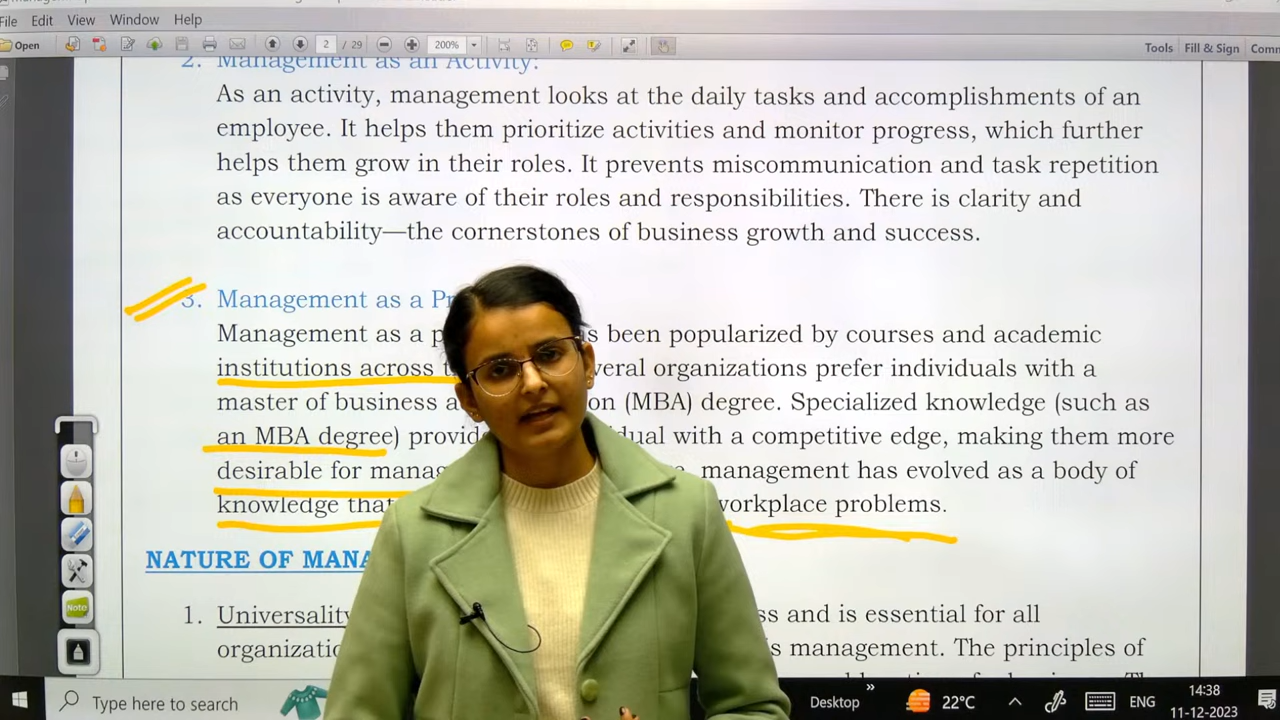 File Edit View Window Help
Open 2 / 29 200% Tools Fill & Sign Comm
2. Management as an Activity:
As an activity, management looks at the daily tasks and accomplishments of an
employee. It helps them prioritize activities and monitor progress, which further
helps them grow in their roles. It prevents miscommunication and task repetition
as everyone is aware of their roles and responsibilities. There is clarity and
accountability—the cornerstones of business growth and success.
3. Management as a Pr
Management as a p s been popularized by courses and academic
institutions across t veral organizations prefer individuals with a
master of business a on (MBA) degree. Specialized knowledge (such as
an MBA degree) provid idual with a competitive edge, making them more
desirable for manag , management has evolved as a body of
knowledge that workplace problems.
NATURE OF MANA
1. Universality ss and is essential for all
organizatio s management. The principles of
Note
Type here to search Desktop » 22°C ENG 14:38
11-12-2023